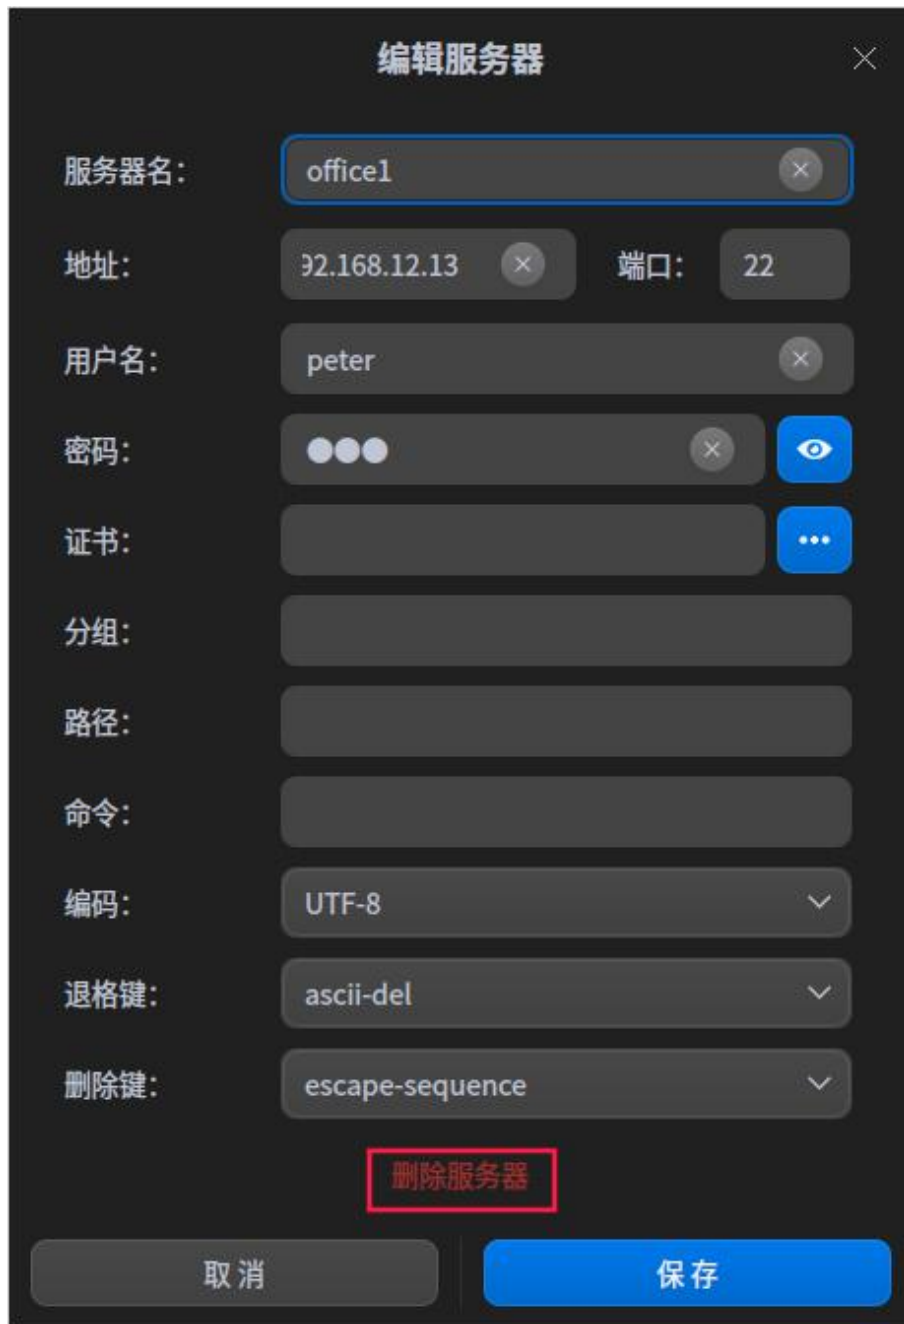 编辑服务器
服务器名： office1
地址： 92.168.12.13 端口： 22
用户名： peter
密码： ●●●
证书：
分组：
路径：
命令：
编码： UTF-8
退格键： ascii-del
删除键： escape-sequence
删除服务器
取消 保存